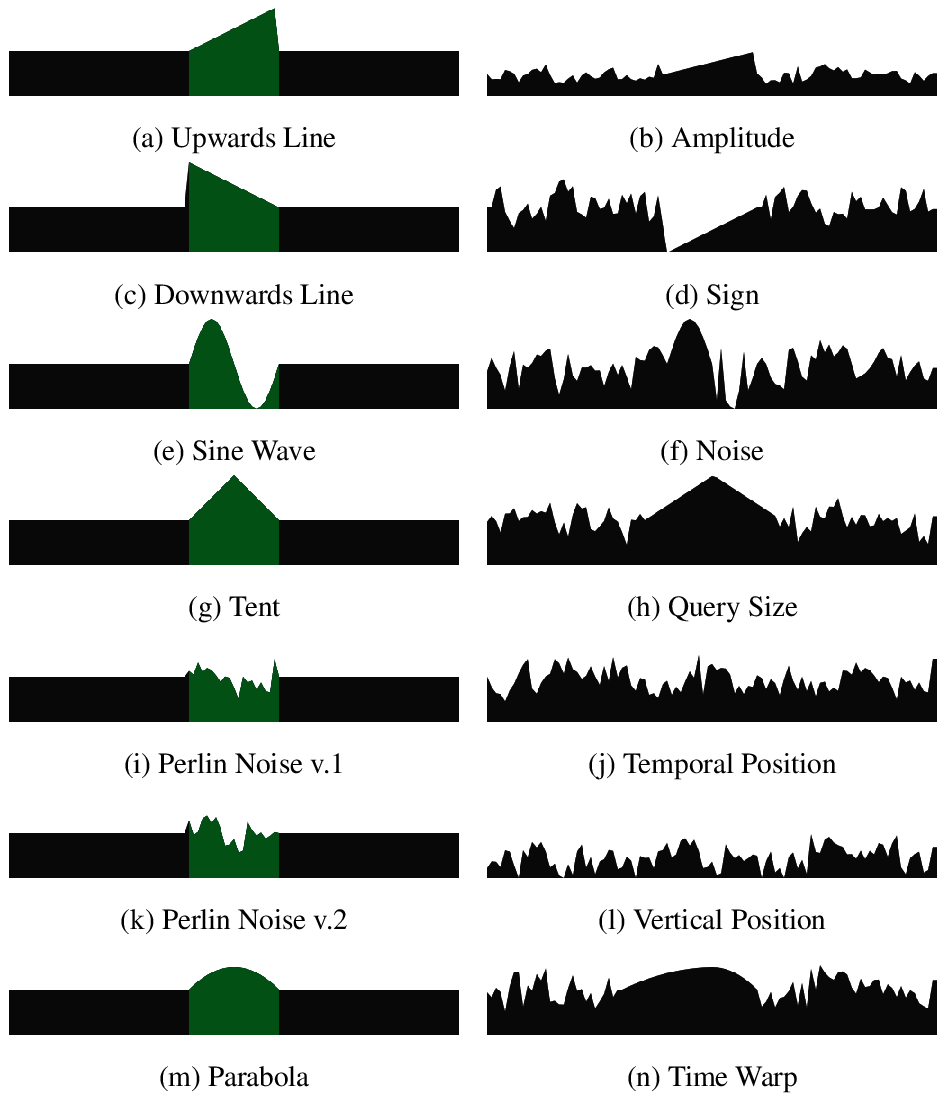 (a) Upwards Line
(b) Amplitude
(c) Downwards Line
(d) Sign
(e) Sine Wave
(f) Noise
(g) Tent
(h) Query Size
(i) Perlin Noise v.1
(j) Temporal Position
(k) Perlin Noise v.2
(l) Vertical Position
(m) Parabola
(n) Time Warp